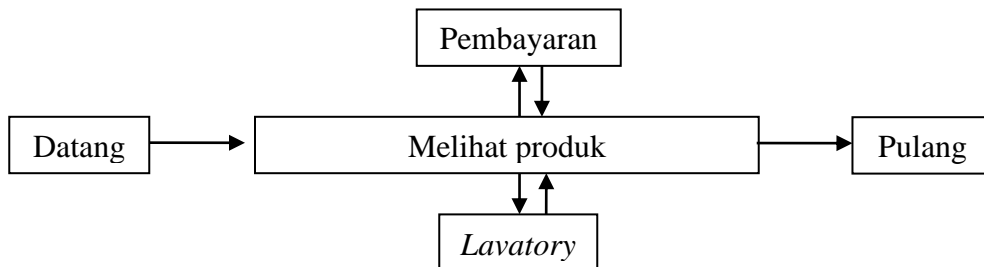 Pembayaran
Datang
Melihat produk
Pulang
Lavatory